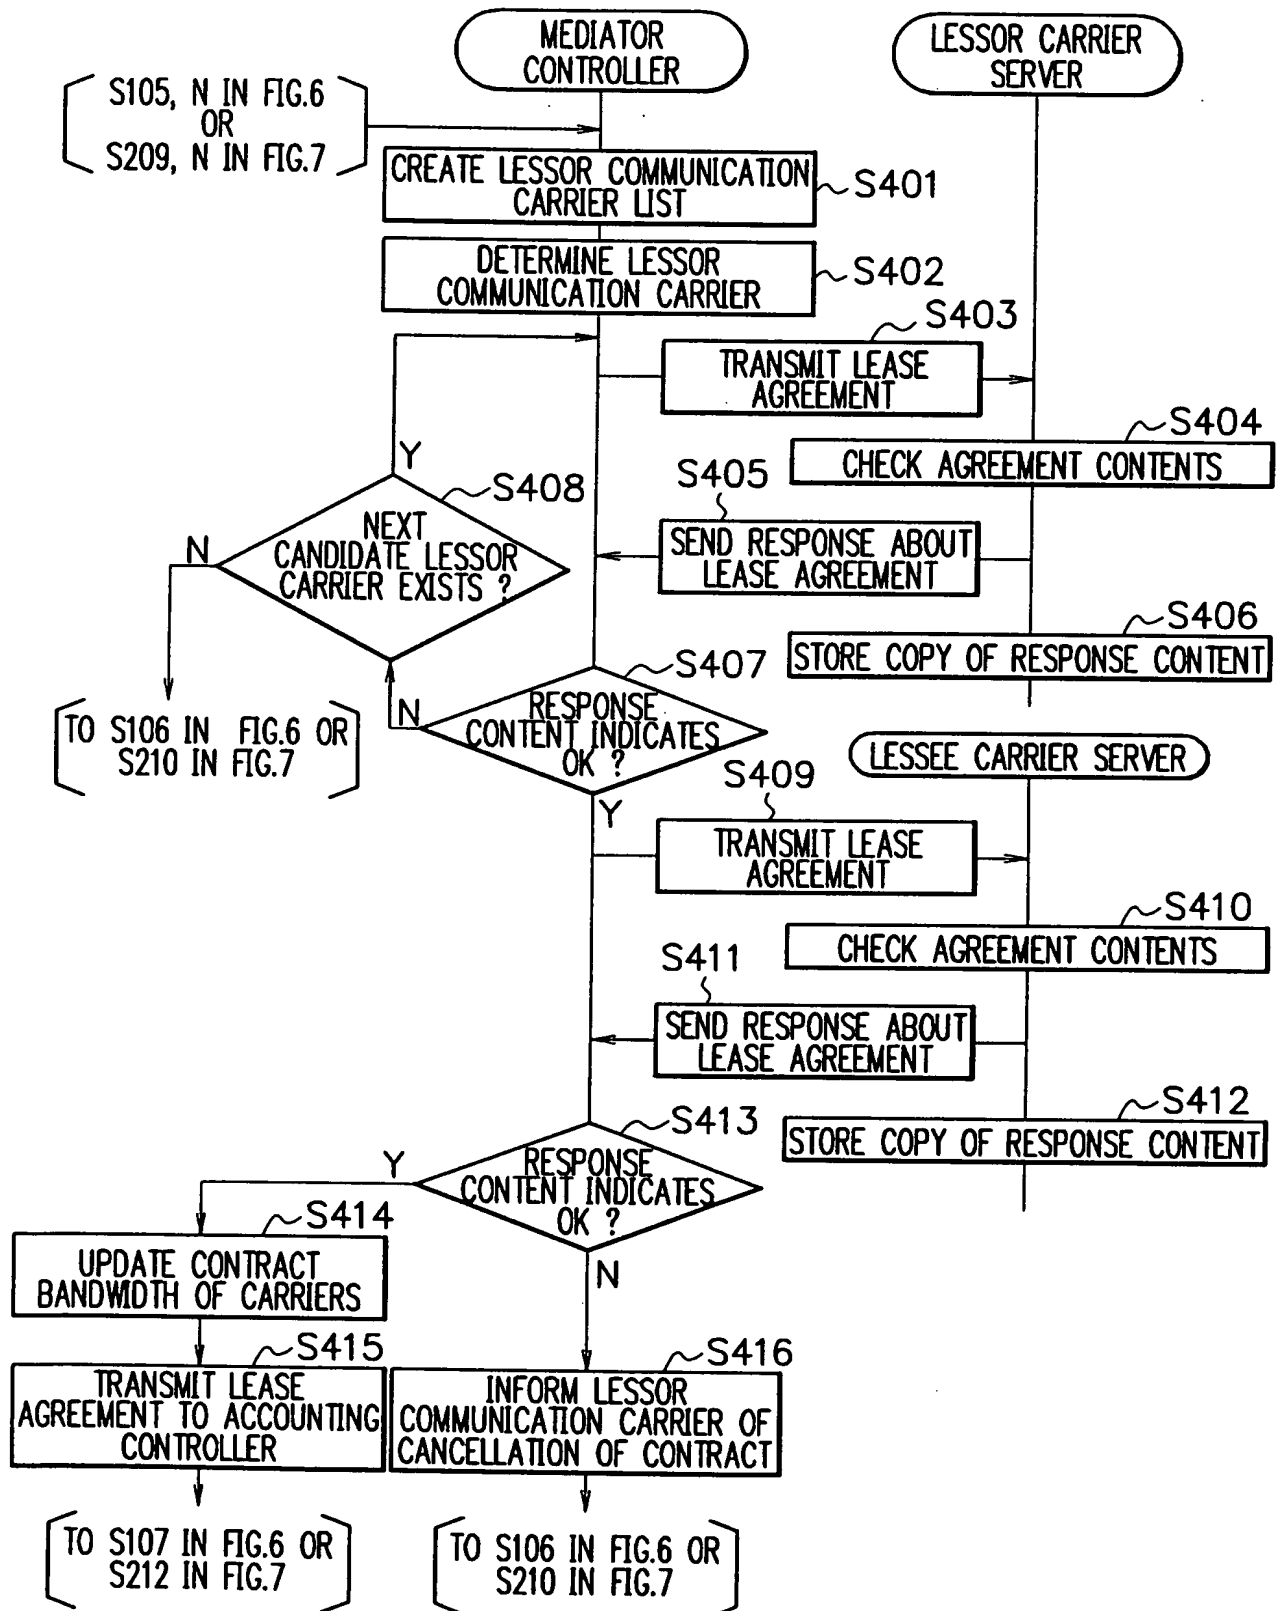 MEDIATOR
CONTROLLER
LESSOR CARRIER
SERVER
S105, N IN FIG.6
OR
S209, N IN FIG.7
CREATE LESSOR COMMUNICATION
CARRIER LIST
S401
DETERMINE LESSOR
COMMUNICATION CARRIER
S402
S403
TRANSMIT LEASE
AGREEMENT
S404
CHECK AGREEMENT CONTENTS
Y
S408
NEXT
CANDIDATE LESSOR
CARRIER EXISTS ?
N
S405
SEND RESPONSE ABOUT
LEASE AGREEMENT
S406
STORE COPY OF RESPONSE CONTENT
S407
RESPONSE
CONTENT INDICATES
OK ?
N
Y
TO S106 IN FIG.6 OR
S210 IN FIG.7
LESSEE CARRIER SERVER
S409
TRANSMIT LEASE
AGREEMENT
S410
CHECK AGREEMENT CONTENTS
S411
SEND RESPONSE ABOUT
LEASE AGREEMENT
S412
STORE COPY OF RESPONSE CONTENT
S413
RESPONSE
CONTENT INDICATES
OK ?
Y
N
S414
UPDATE CONTRACT
BANDWIDTH OF CARRIERS
S415
TRANSMIT LEASE
AGREEMENT TO ACCOUNTING
CONTROLLER
S416
INFORM LESSOR
COMMUNICATION CARRIER OF
CANCELLATION OF CONTRACT
TO S107 IN FIG.6 OR
S212 IN FIG.7
TO S106 IN FIG.6 OR
S210 IN FIG.7